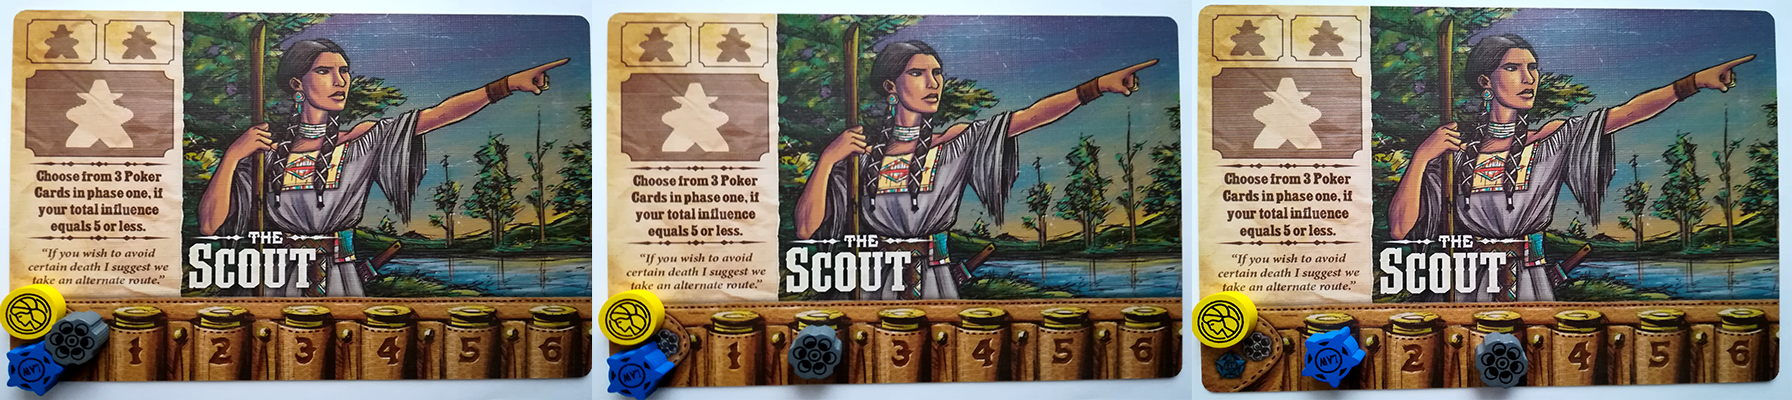 Choose from 3 Poker
Cards in phase one, if
your total influence
equals 5 or less.
"If you wish to avoid
certain death I suggest we
take an alternate route."
THE
SCOUT
LAW
1 2 3 4 5 6
Choose from 3 Poker
Cards in phase one, if
your total influence
equals 5 or less.
"If you wish to avoid
certain death I suggest we
take an alternate route."
THE
SCOUT
LAW
1 3 4 5 6
Choose from 3 Poker
Cards in phase one, if
your total influence
equals 5 or less.
"If you wish to avoid
certain death I suggest we
take an alternate route."
THE
SCOUT
LAW
2 4 5 6